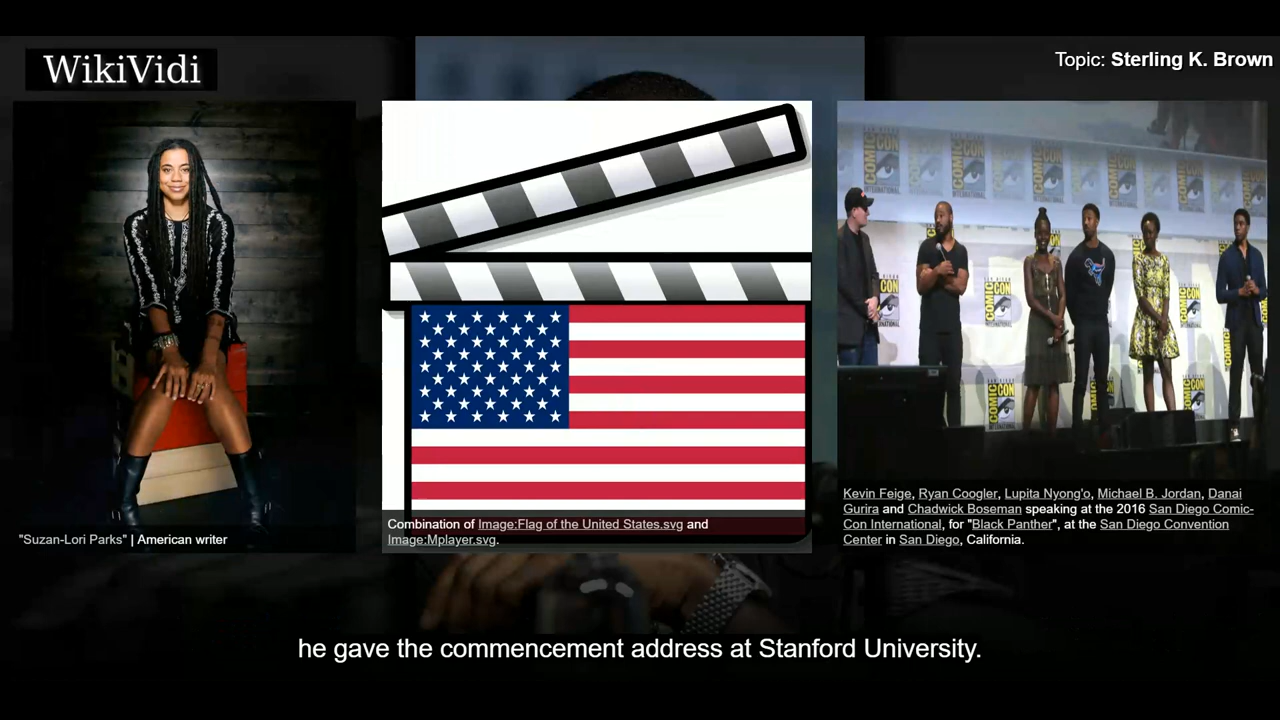 WikiVidi
Topic: Sterling K. Brown
"Suzan-Lori Parks" | American writer
Combination of Image:Flag of the United States.svg and
Image:Mplayer.svg.
COMIC CON
INTERNATIONAL
Kevin Feige, Ryan Coogler, Lupita Nyong'o, Michael B. Jordan, Danai
Gurira and Chadwick Boseman speaking at the 2016 San Diego Comic-
Con International, for "Black Panther", at the San Diego Convention
Center in San Diego, California.
he gave the commencement address at Stanford University.